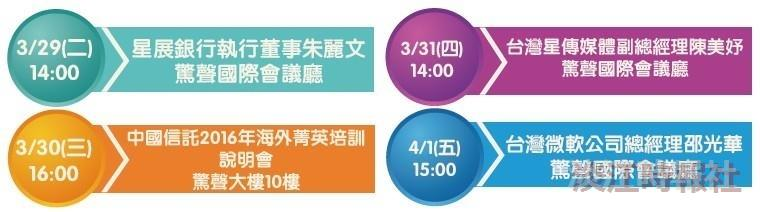 3/29(二)
14:00
星展銀行執行董事朱麗文
驚聲國際會議廳
3/30(三)
16:00
中國信託2016年海外菁英培訓
說明會
驚聲大樓10樓
3/31(四)
14:00
台灣星傳媒體副總經理陳美妤
驚聲國際會議廳
4/1(五)
15:00
台灣微軟公司總經理邵光華
驚聲國際會議廳
淡江時報社